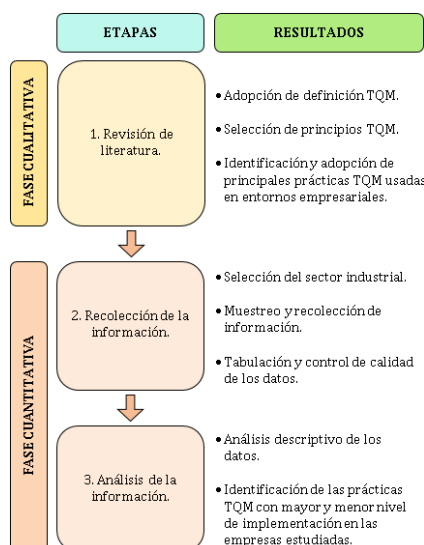 ETAPAS
RESULTADOS
FASE CUALITATIVA
1. Revisión de
literatura.
• Adopción de definición TQM.
• Selección de principios TQM.
• Identificación y adopción de
principales prácticas TQM usadas
en entornos empresariales.
FASE CUANTITATIVA
2. Recolección de la
información.
• Selección del sector industrial.
• Muestreo y recolección de
información.
• Tabulación y control de calidad
de los datos.
3. Análisis de la
información.
• Análisis descriptivo de los
datos.
• Identificación de las prácticas
TQM con mayor y menor nivel
de implementación en las
empresas estudiadas.